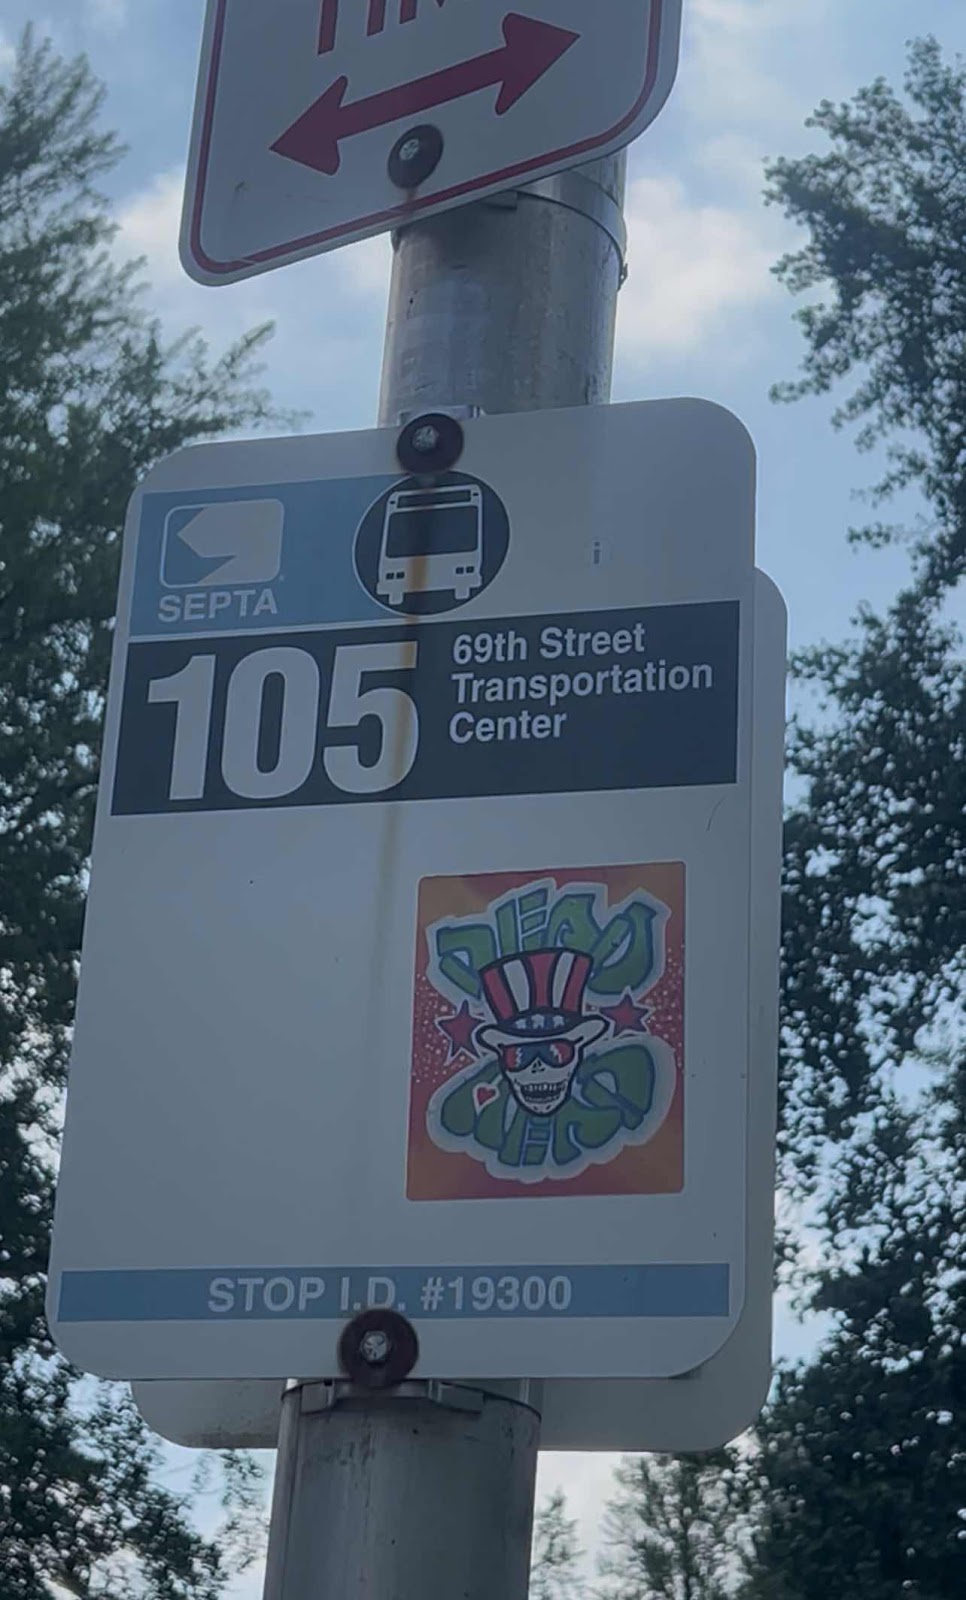 SEPTA
105
69th Street
Transportation
Center
STOP I.D. #19300